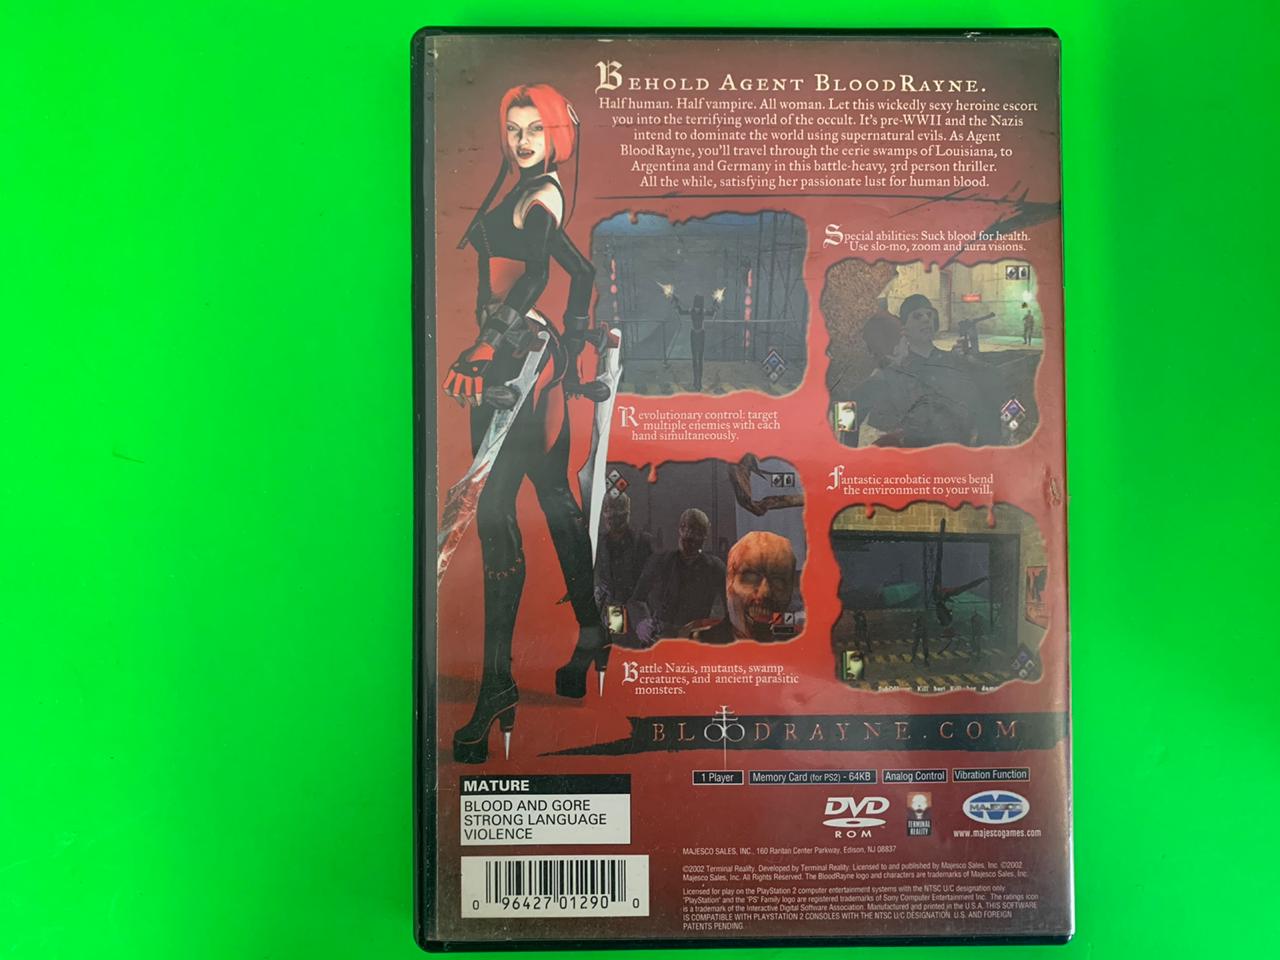 BEHOLD AGENT BLOODRAYNE.
Half human. Half vampire. All woman. Let this wickedly sexy heroine escort
you into the terrifying world of the occult. It's pre-WWII and the Nazis
intend to dominate the world using supernatural evils. As Agent
BloodRayne, you'll travel through the eerie swamps of Louisiana, to
Argentina and Germany in this battle-heavy, 3rd person thriller.
All the while, satisfying her passionate lust for human blood.
Special abilities: Suck blood for health.
Use slo-mo, zoom and aura visions.
Revolutionary control: target
multiple enemies with each
hand simultaneously.
Fantastic acrobatic moves bend
the environment to your will.
Battle Nazis, mutants, swamp
creatures, and ancient parasitic
monsters.
BLOODRAYNE.COM
1 Player
Memory Card (for PS2) - 64KB
Analog Control
Vibration Function
MATURE
BLOOD AND GORE
STRONG LANGUAGE
VIOLENCE
DVD
ROM
TERMINAL
REALITY
MAJESCO
www.majescogames.com
MAJESCO SALES, INC., 160 Raritan Center Parkway, Edison, NJ 08837
©2002 Terminal Reality. Developed by Terminal Reality. Licensed to and published by Majesco Sales, Inc. ©2002
Majesco Sales, Inc. All Rights Reserved. The BloodRayne logo and characters are trademarks of Majesco Sales, Inc.
Licensed for play on the PlayStation 2 computer entertainment systems with the NTSC U/C designation only.
"PlayStation" and the "PS" Family logo are registered trademarks of Sony Computer Entertainment Inc. The ratings icon
is a trademark of the Interactive Digital Software Association. Manufactured and printed in the U.S.A. THIS SOFTWARE
IS COMPATIBLE WITH PLAYSTATION 2 CONSOLES WITH THE NTSC U/C DESIGNATION. U.S. AND FOREIGN
PATENTS PENDING.
0 96427 01290 0